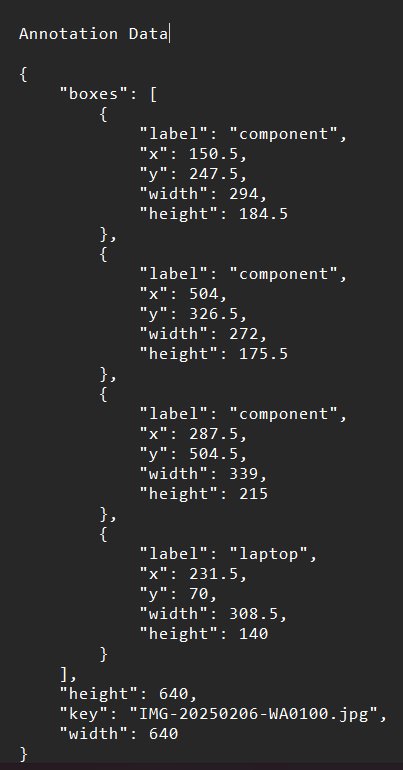 Annotation Data
{
"boxes": [
{
"label": "component",
"x": 150.5,
"y": 247.5,
"width": 294,
"height": 184.5
},
{
"label": "component",
"x": 504,
"y": 326.5,
"width": 272,
"height": 175.5
},
{
"label": "component",
"x": 287.5,
"y": 504.5,
"width": 339,
"height": 215
},
{
"label": "laptop",
"x": 231.5,
"y": 70,
"width": 308.5,
"height": 140
}
],
"height": 640,
"key": "IMG-20250206-WA0100.jpg",
"width": 640
}